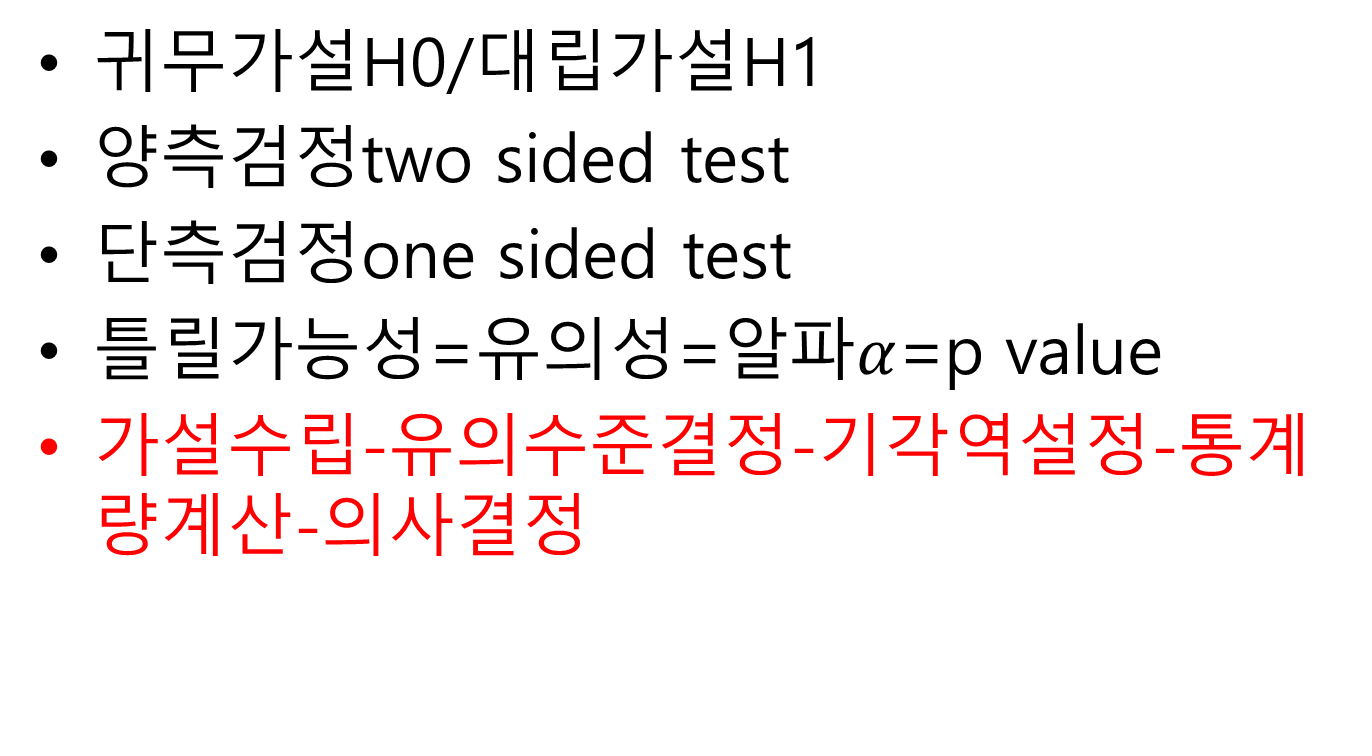 • 귀무가설H0/대립가설H1
• 양측검정two sided test
• 단측검정one sided test
• 틀릴가능성=유의성=알파𝛼=p value
• 가설수립-유의수준결정-기각역설정-통계
량계산-의사결정